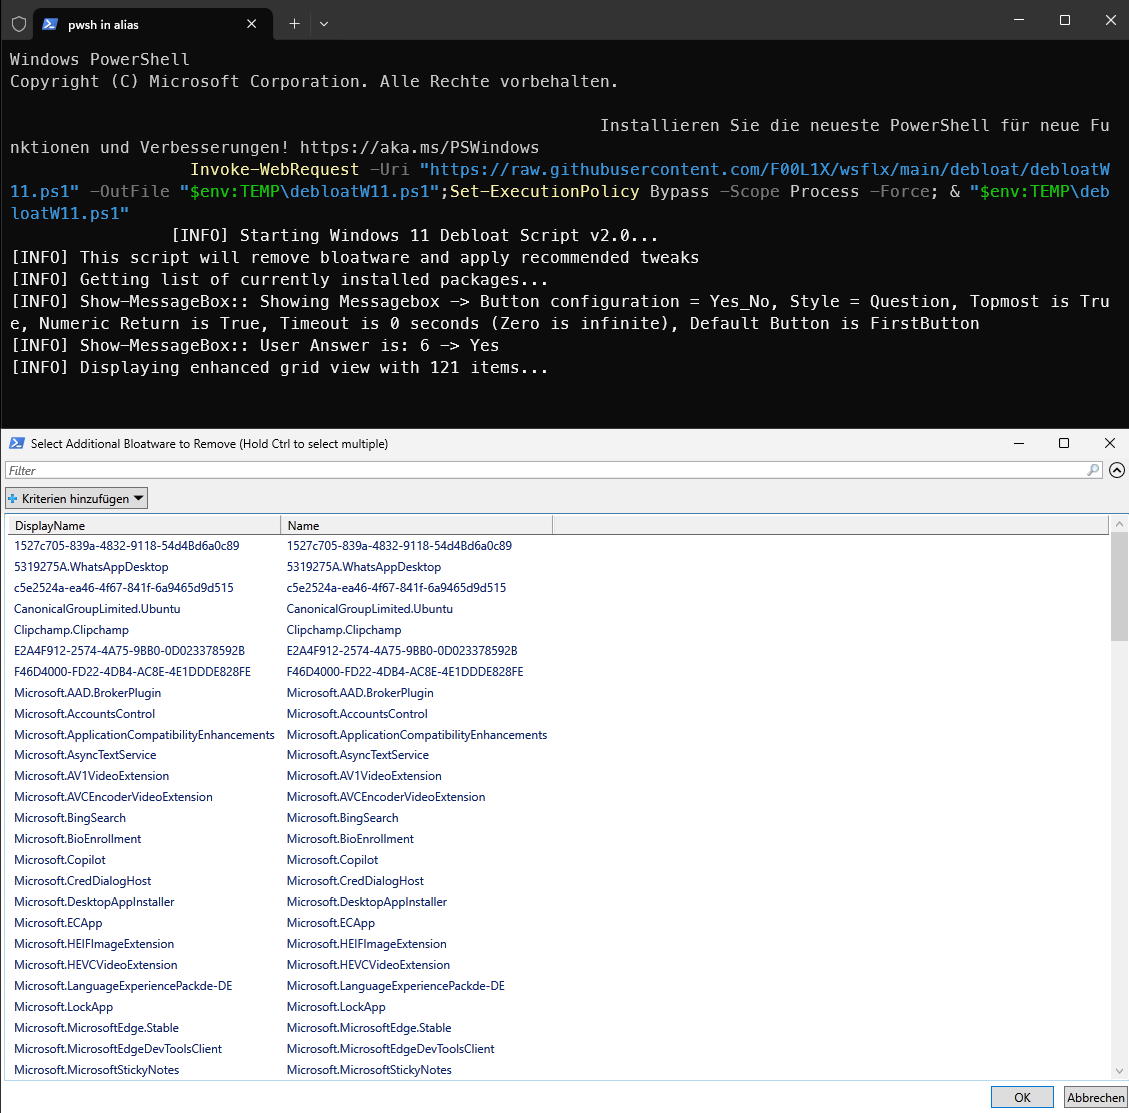 pwsh in alias
Windows PowerShell
Copyright (C) Microsoft Corporation. Alle Rechte vorbehalten.
Installieren Sie die neueste PowerShell für neue Fu
nktionen und Verbesserungen! https://aka.ms/PSWindows
Invoke-WebRequest -Uri "https://raw.githubusercontent.com/F00L1X/wsflx/main/debloat/debloatW
11.ps1" -OutFile "$env:TEMP\debloatW11.ps1";Set-ExecutionPolicy Bypass -Scope Process -Force; & "$env:TEMP\deb
loatW11.ps1"
[INFO] Starting Windows 11 Debloat Script v2.0...
[INFO] This script will remove bloatware and apply recommended tweaks
[INFO] Getting list of currently installed packages...
[INFO] Show-MessageBox:: Showing Messagebox -> Button configuration = Yes_No, Style = Question, Topmost is Tru
e, Numeric Return is True, Timeout is 0 seconds (Zero is infinite), Default Button is FirstButton
[INFO] Show-MessageBox:: User Answer is: 6 -> Yes
[INFO] Displaying enhanced grid view with 121 items...
Select Additional Bloatware to Remove (Hold Ctrl to select multiple)
Filter
Kriterien hinzufügen
DisplayName Name
1527c705-839a-4832-9118-54d4Bd6a0c89 1527c705-839a-4832-9118-54d4Bd6a0c89
5319275A.WhatsAppDesktop 5319275A.WhatsAppDesktop
c5e2524a-ea46-4f67-841f-6a9465d9d515 c5e2524a-ea46-4f67-841f-6a9465d9d515
CanonicalGroupLimited.Ubuntu CanonicalGroupLimited.Ubuntu
Clipchamp.Clipchamp Clipchamp.Clipchamp
E2A4F912-2574-4A75-9BB0-0D023378592B E2A4F912-2574-4A75-9BB0-0D023378592B
F46D4000-FD22-4DB4-AC8E-4E1DDDE828FE F46D4000-FD22-4DB4-AC8E-4E1DDDE828FE
Microsoft.AAD.BrokerPlugin Microsoft.AAD.BrokerPlugin
Microsoft.AccountsControl Microsoft.AccountsControl
Microsoft.ApplicationCompatibilityEnhancements Microsoft.ApplicationCompatibilityEnhancements
Microsoft.AsyncTextService Microsoft.AsyncTextService
Microsoft.AV1VideoExtension Microsoft.AV1VideoExtension
Microsoft.AVCEncoderVideoExtension Microsoft.AVCEncoderVideoExtension
Microsoft.BingSearch Microsoft.BingSearch
Microsoft.BioEnrollment Microsoft.BioEnrollment
Microsoft.Copilot Microsoft.Copilot
Microsoft.CredDialogHost Microsoft.CredDialogHost
Microsoft.DesktopAppInstaller Microsoft.DesktopAppInstaller
Microsoft.ECApp Microsoft.ECApp
Microsoft.HEIFImageExtension Microsoft.HEIFImageExtension
Microsoft.HEVCVideoExtension Microsoft.HEVCVideoExtension
Microsoft.LanguageExperiencePackde-DE Microsoft.LanguageExperiencePackde-DE
Microsoft.LockApp Microsoft.LockApp
Microsoft.MicrosoftEdge.Stable Microsoft.MicrosoftEdge.Stable
Microsoft.MicrosoftEdgeDevToolsClient Microsoft.MicrosoftEdgeDevToolsClient
Microsoft.MicrosoftStickyNotes Microsoft.MicrosoftStickyNotes
OK Abbrechen